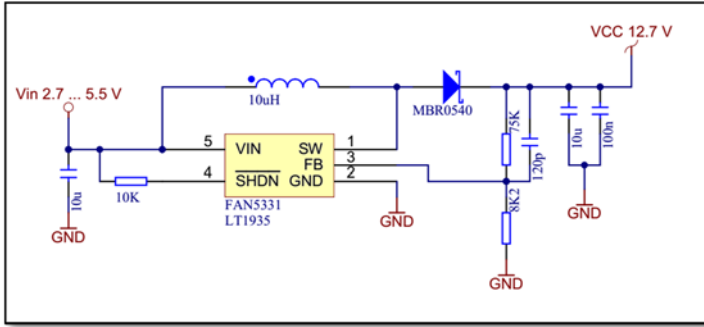 VCC 12.7 V
Vin 2.7 ... 5.5 V
10uH
MBR0540
75K
120p
10u
100n
5
VIN
SW
1
FB
3
4
SHDN
GND
2
10K
10u
FAN5331
LT1935
8K2
GND
GND
GND
GND